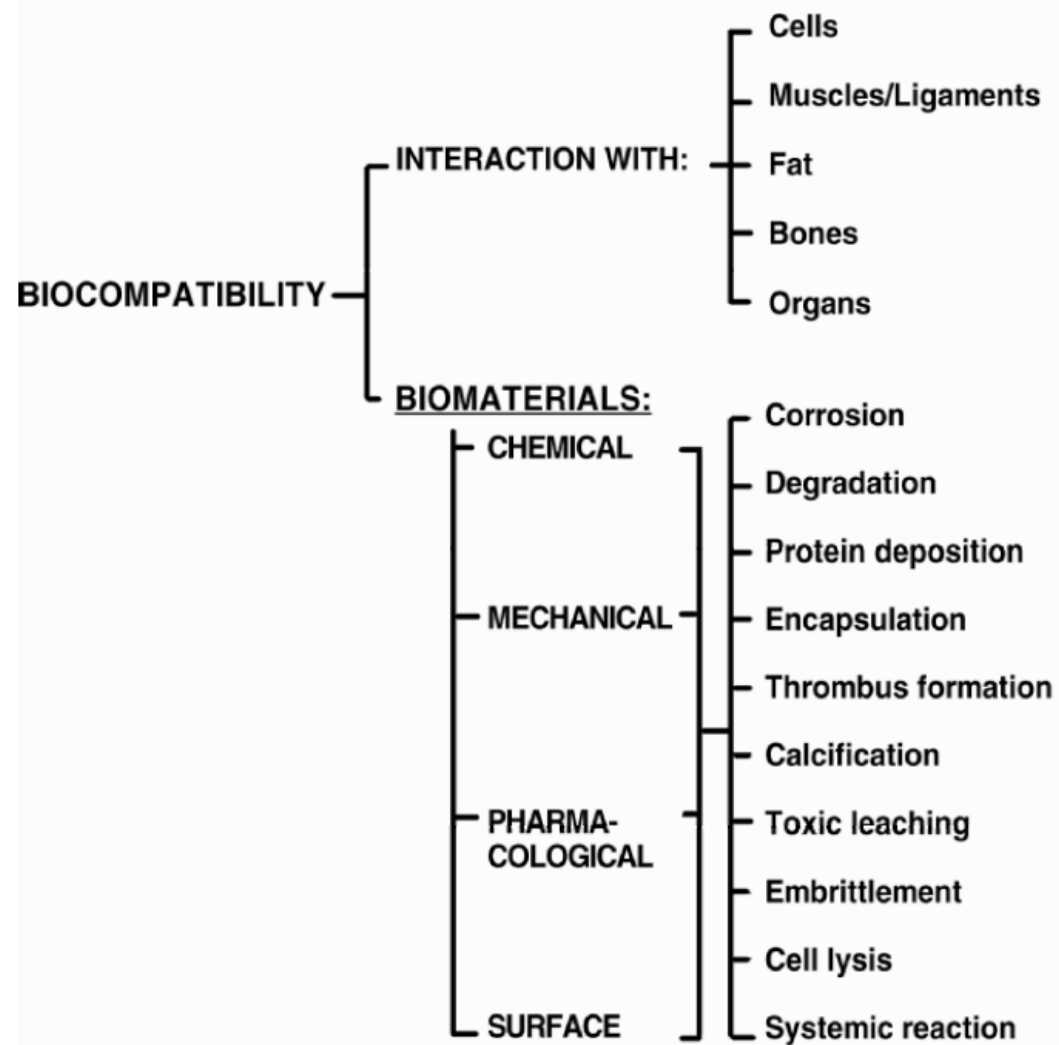 Cells
Muscles/Ligaments
INTERACTION WITH:
Fat
Bones
BIOCOMPATIBILITY
Organs
BIOMATERIALS:
CHEMICAL
MECHANICAL
PHARMA-
COLOGICAL
SURFACE
Corrosion
Degradation
Protein deposition
Encapsulation
Thrombus formation
Calcification
Toxic leaching
Embrittlement
Cell lysis
Systemic reaction